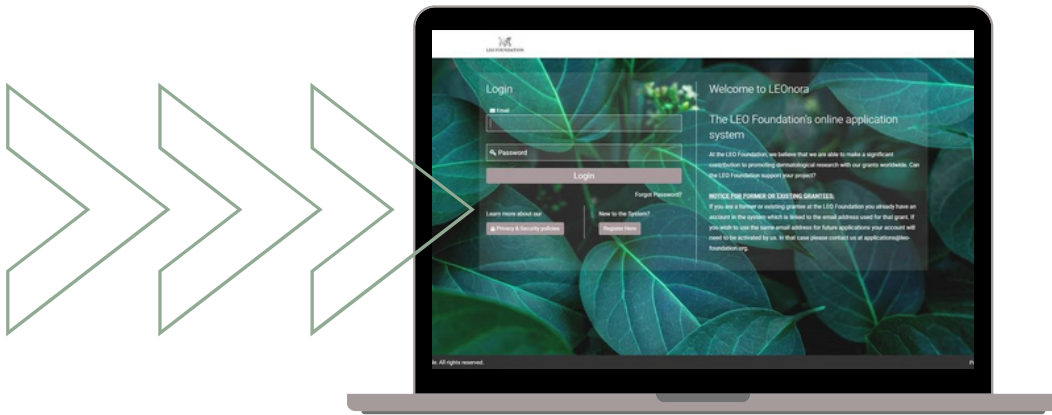 LEO FOUNDATION
Login
Email
Password
Login
Forgot Password?
Learn more about our
Privacy & Security policies
New to the System?
Register Here
Welcome to LEOnora
The LEO Foundation's online application
system
At the LEO Foundation, we believe that we are able to make a significant
contribution to promoting dermatological research with our grants worldwide. Can
the LEO Foundation support your project?
NOTICE FOR FORMER OR EXISTING GRANTEES:
If you are a former or existing grantee at the LEO Foundation you already have an
account in the system which is linked to the email address used for that grant. If
you wish to use the same email address for future applications your account will
need to be activated by us. In that case please contact us at applications@leo-
foundation.org.
All rights reserved.